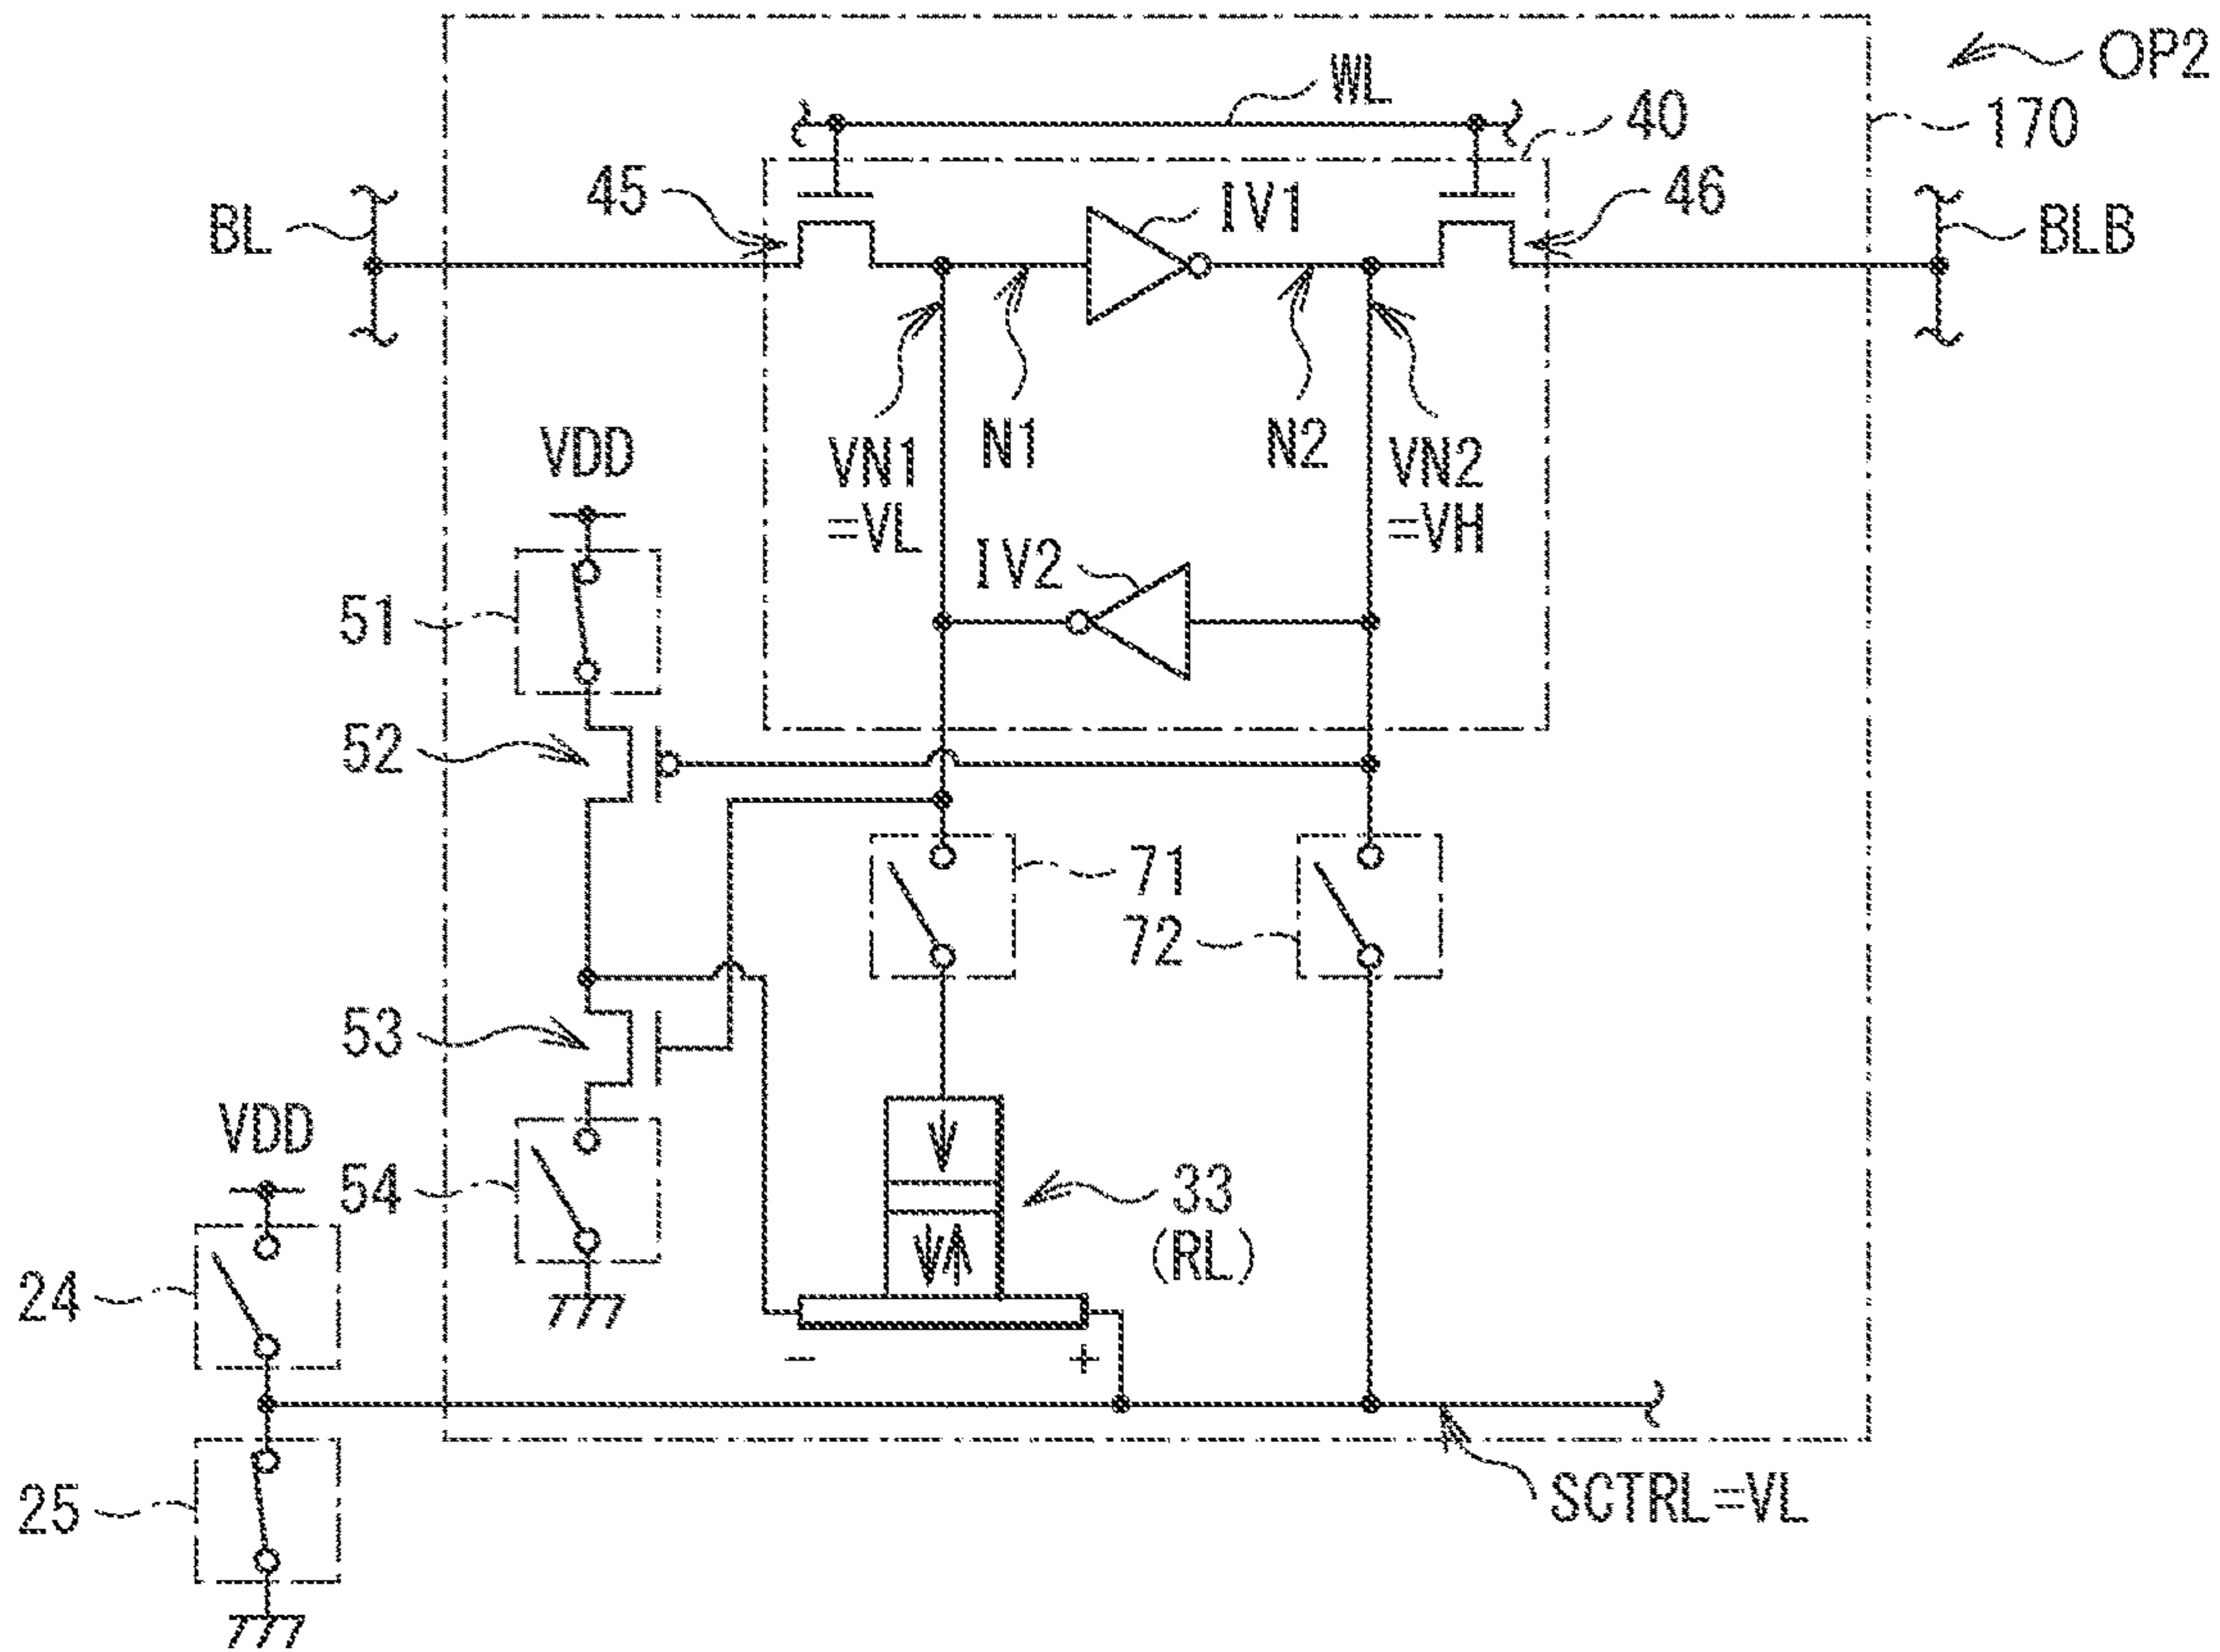 OP2
WL
40
170
45
IV1
46
BL
BLB
VDD
VN1
=VL
N1
N2
VN2
=VH
IV2
51
52
71
72
53
VDD
54
33
(RL)
24
− +
25
SCTRL=VL